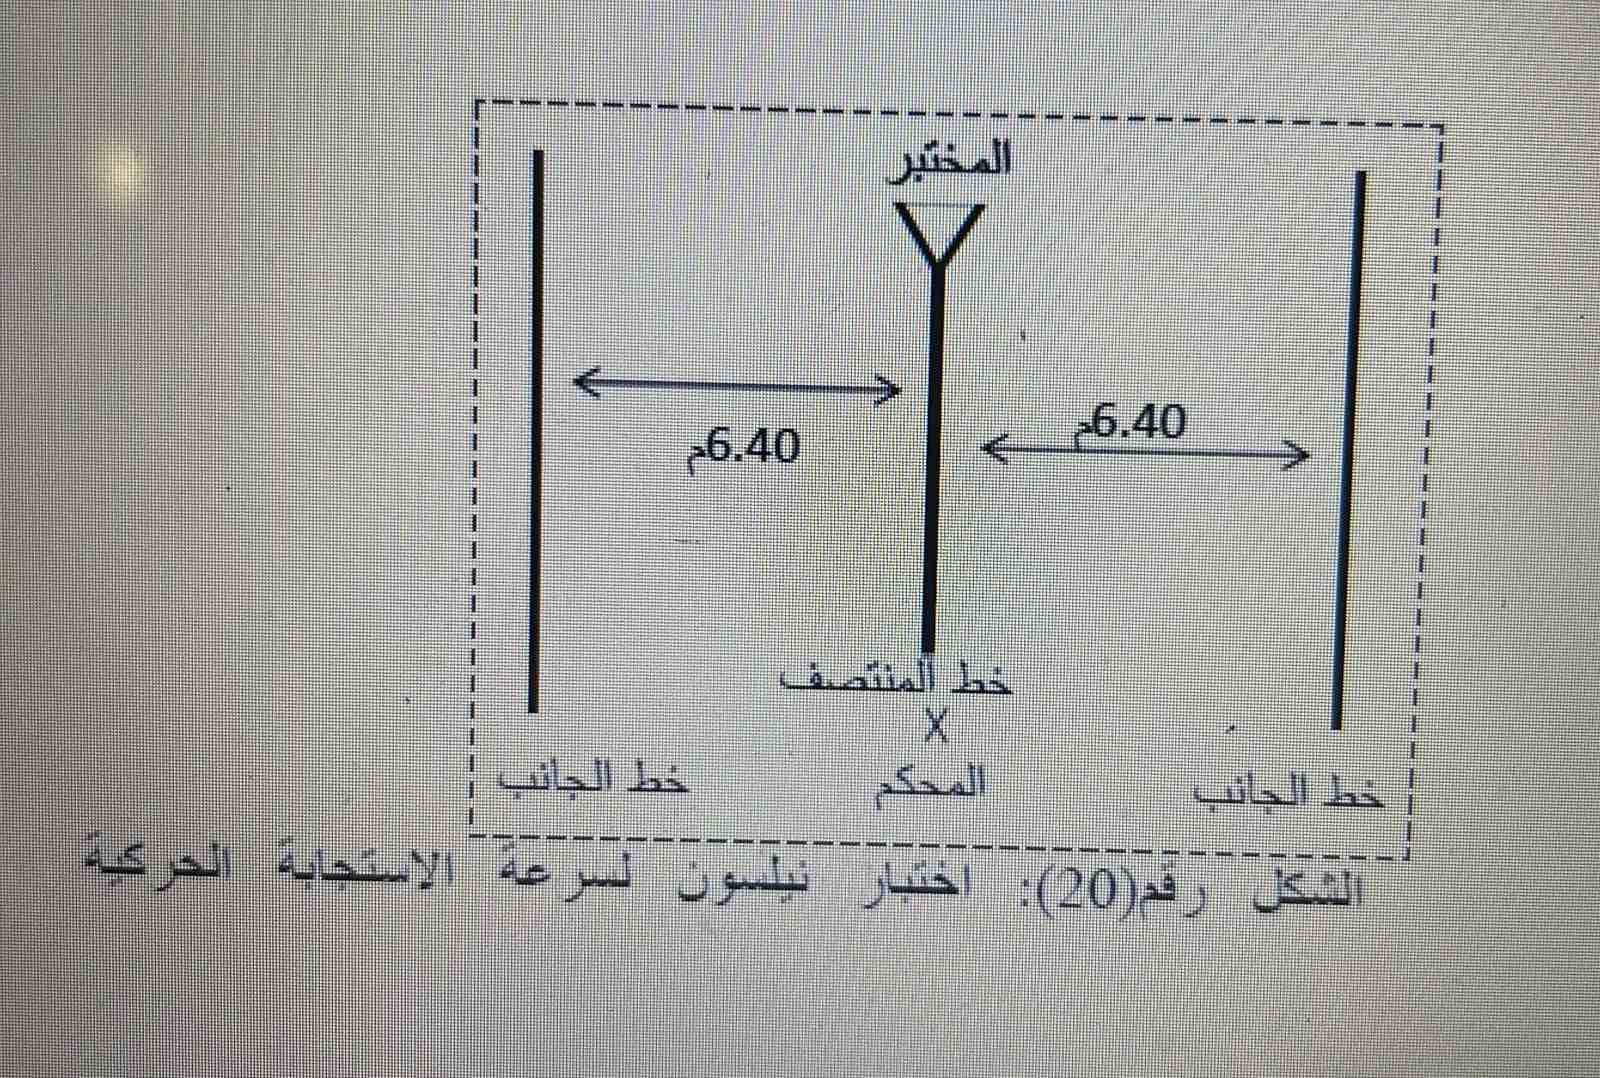 المختبر
6.40م
6.40م
خط المنتصف
X
خط الجانب
المحكم
خط الجانب
الشكل رقم(20): اختبار نيلسون لسرعة الاستجابة الحركية